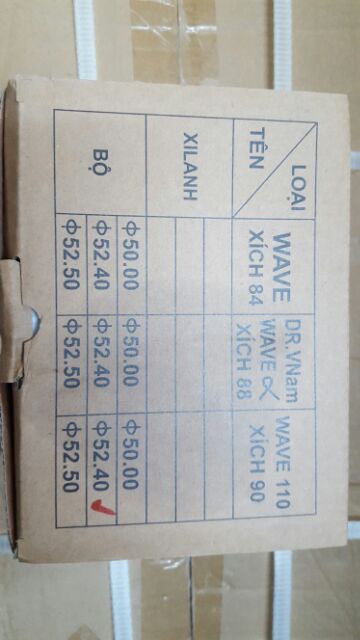 LOẠI
TÊN
WAVE
XÍCH 84
DR.VNam
WAVE α
XÍCH 88
WAVE 110
XÍCH 90
XILANH
BỘ
ϕ50.00 ϕ50.00 ϕ50.00
ϕ52.40 ϕ52.40 ϕ52.40 ✓
ϕ52.50 ϕ52.50 ϕ52.50